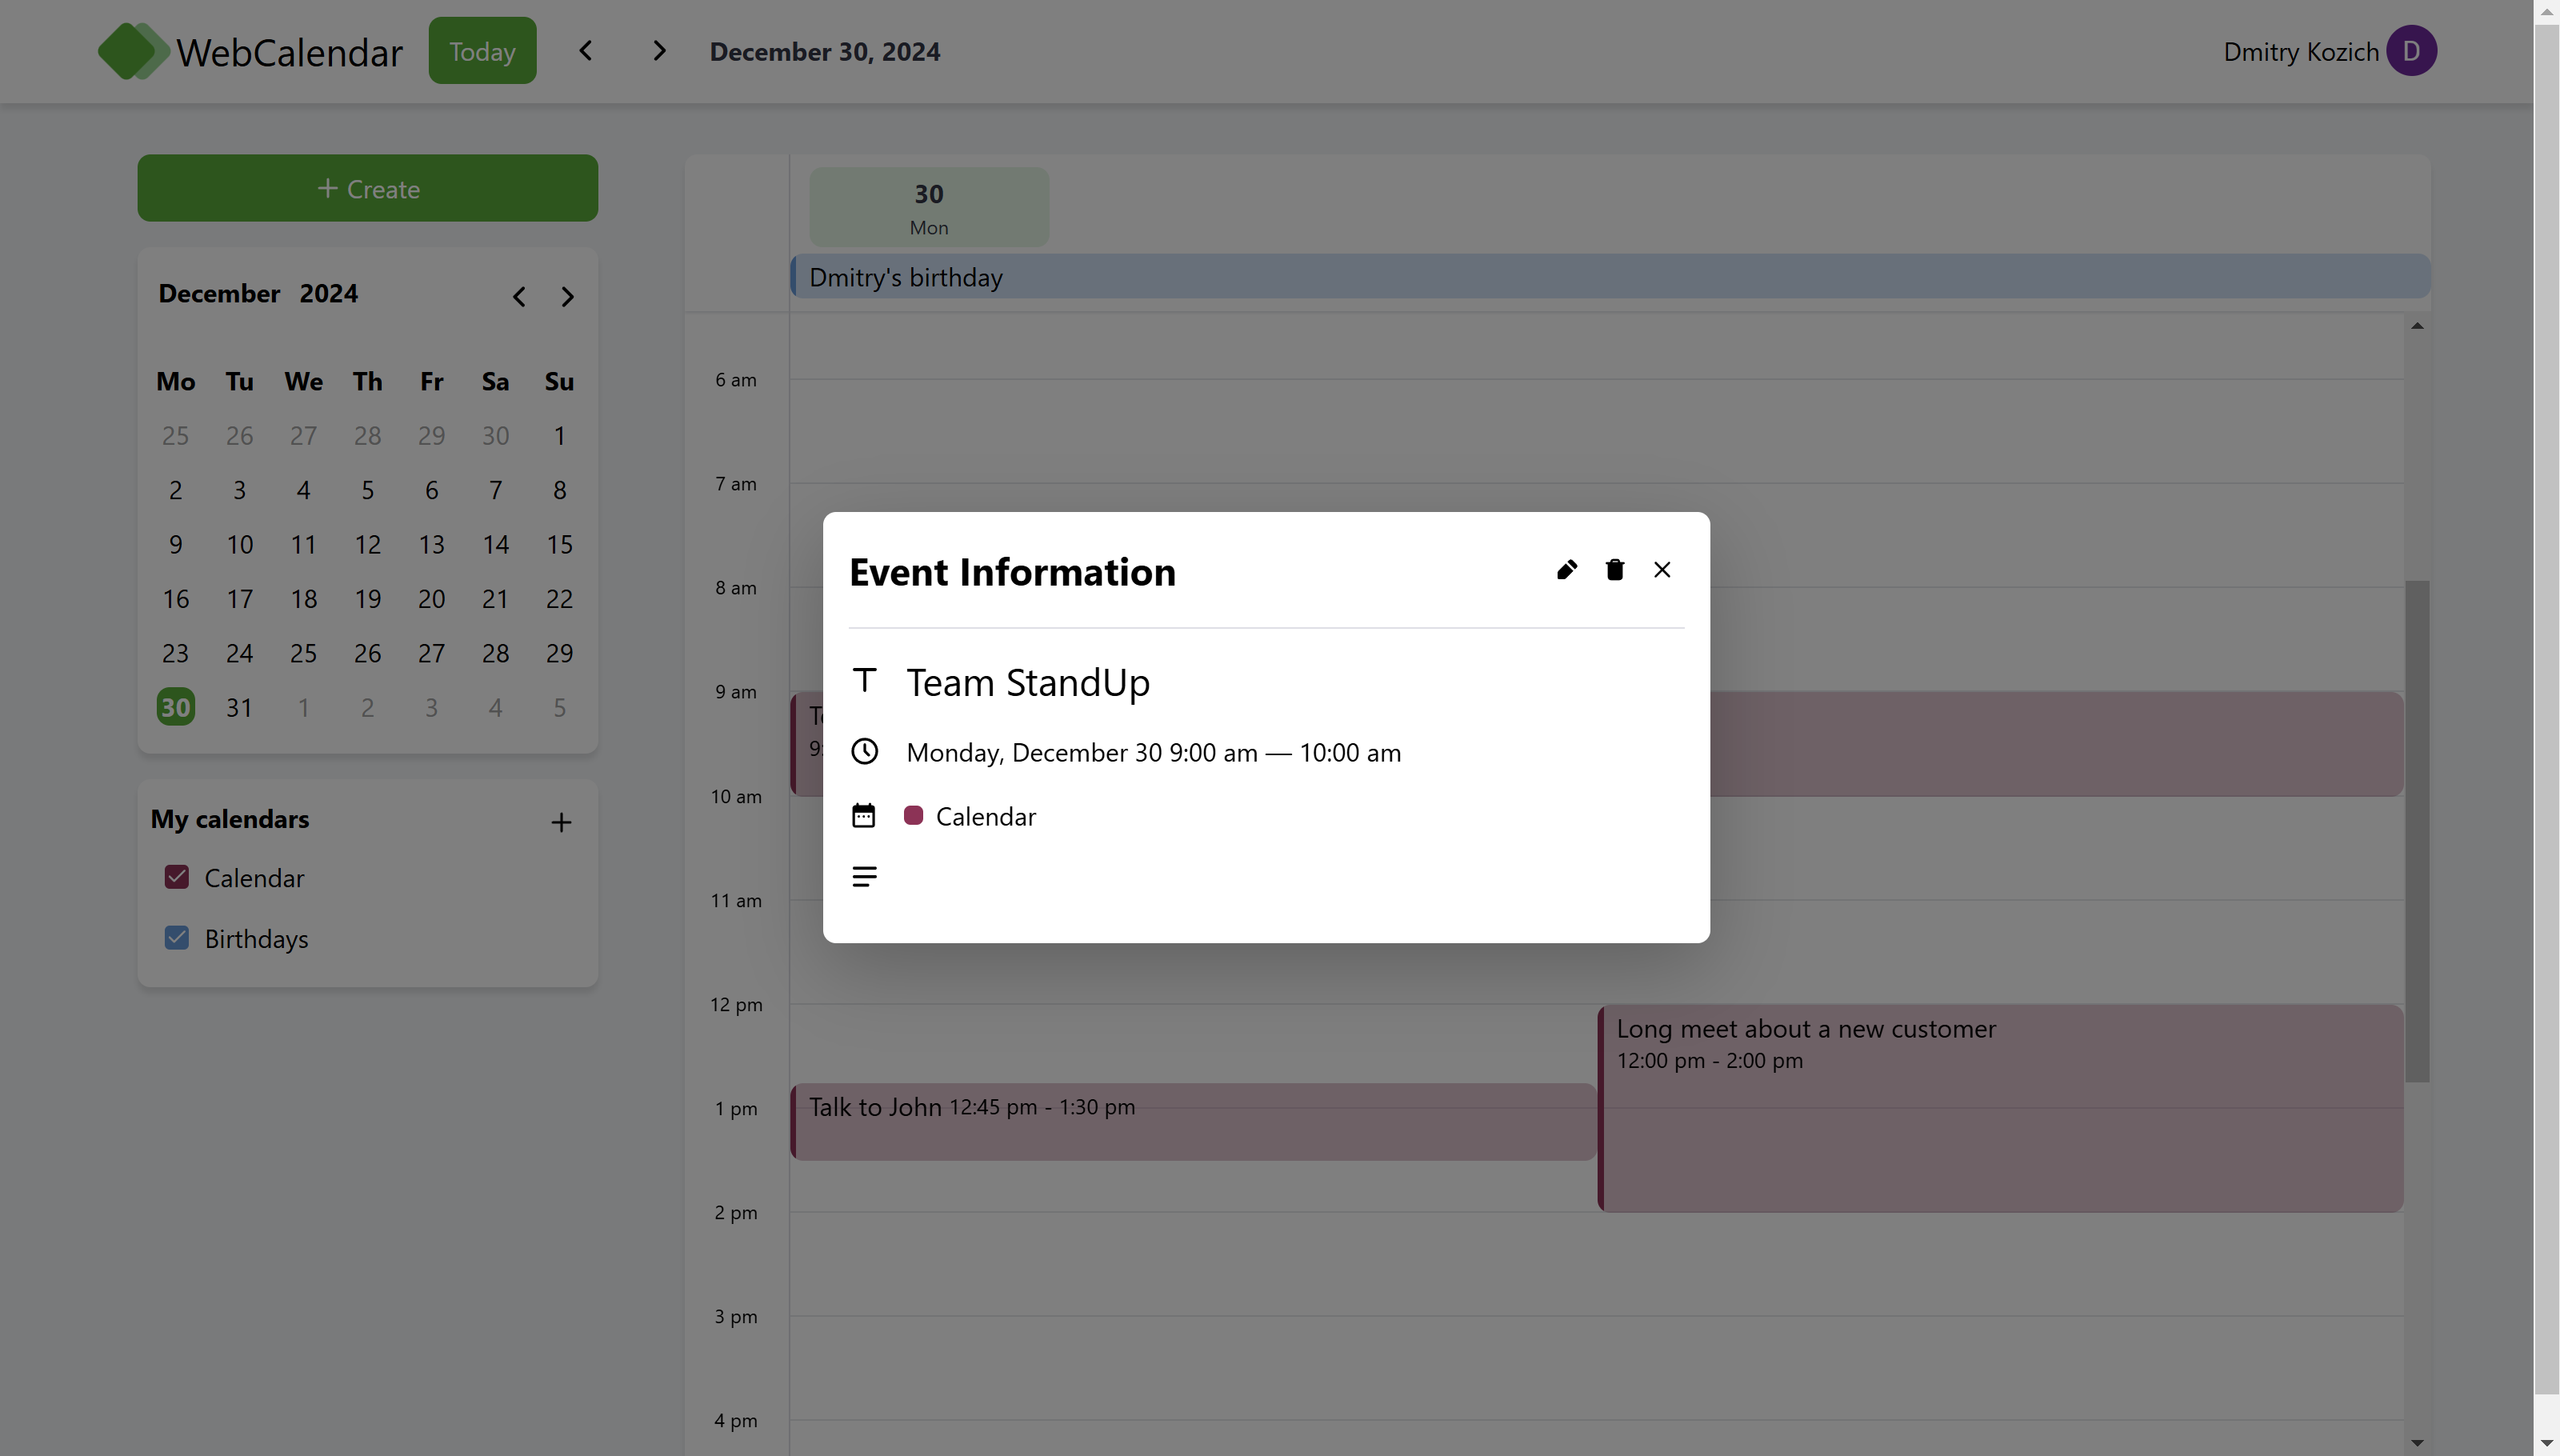 WebCalendar
Today
December 30, 2024
Dmitry Kozich
D
Create
December 2024
Mo Tu We Th Fr Sa Su
25 26 27 28 29 30 1
2 3 4 5 6 7 8
9 10 11 12 13 14 15
16 17 18 19 20 21 22
23 24 25 26 27 28 29
30 31 1 2 3 4 5
My calendars
Calendar
Birthdays
30
Mon
Dmitry's birthday
6 am
7 am
8 am
9 am
10 am
11 am
12 pm
1 pm
2 pm
3 pm
4 pm
Event Information
Team StandUp
Monday, December 30 9:00 am — 10:00 am
Calendar
Long meet about a new customer
12:00 pm - 2:00 pm
Talk to John 12:45 pm - 1:30 pm